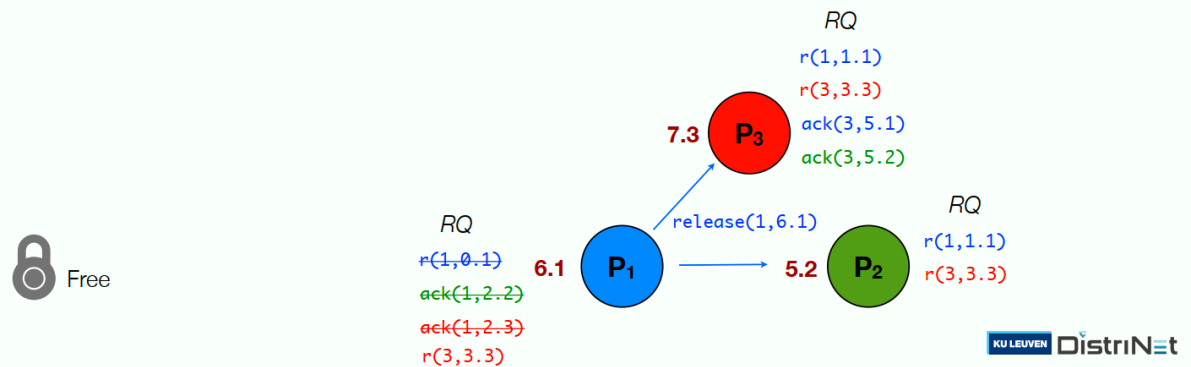 RQ
r(1,1.1)
r(3,3.3)
ack(3,5.1)
ack(3,5.2)
7.3
P3
release(1,6.1)
RQ
r(1,0.1)
ack(1,2.2)
ack(1,2.3)
r(3,3.3)
6.1
P1
5.2
P2
RQ
r(1,1.1)
r(3,3.3)
Free
KU LEUVEN DistriNet